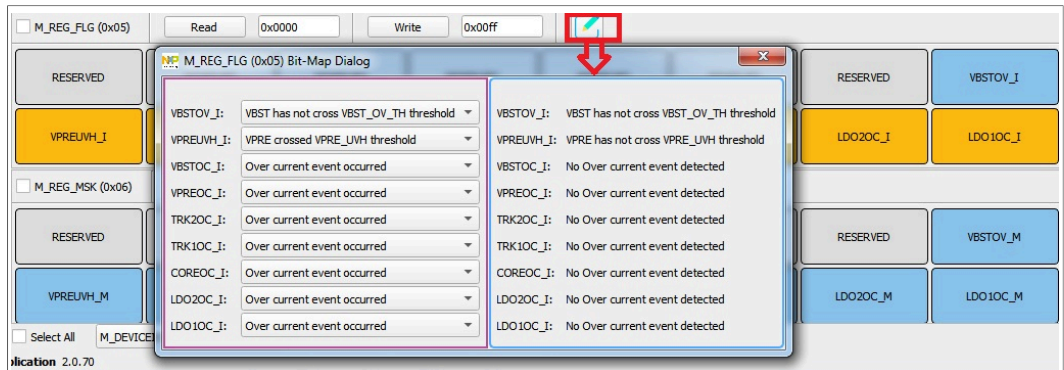 M_REG_FLG (0x05) Read 0x0000 Write 0x00ff
NXP M_REG_FLG (0x05) Bit-Map Dialog x
RESERVED RESERVED VBSTOV_I
VPREUVH_I LDO2OC_I LDO1OC_I
VBSTOV_I: VBST has not cross VBST_OV_TH threshold
VPREUVH_I: VPRE crossed VPRE_UVH threshold
VBSTOC_I: Over current event occurred
VPREOC_I: Over current event occurred
TRK2OC_I: Over current event occurred
TRK1OC_I: Over current event occurred
COREOC_I: Over current event occurred
LDO2OC_I: Over current event occurred
LDO1OC_I: Over current event occurred
VBSTOV_I: VBST has not cross VBST_OV_TH threshold
VPREUVH_I: VPRE has not cross VPRE_UVH threshold
VBSTOC_I: No Over current event detected
VPREOC_I: No Over current event detected
TRK2OC_I: No Over current event detected
TRK1OC_I: No Over current event detected
COREOC_I: No Over current event detected
LDO2OC_I: No Over current event detected
LDO1OC_I: No Over current event detected
M_REG_MSK (0x06)
RESERVED RESERVED VBSTOV_M
VPREUVH_M LDO2OC_M LDO1OC_M
Select All M_DEVICEI
plication 2.0.70